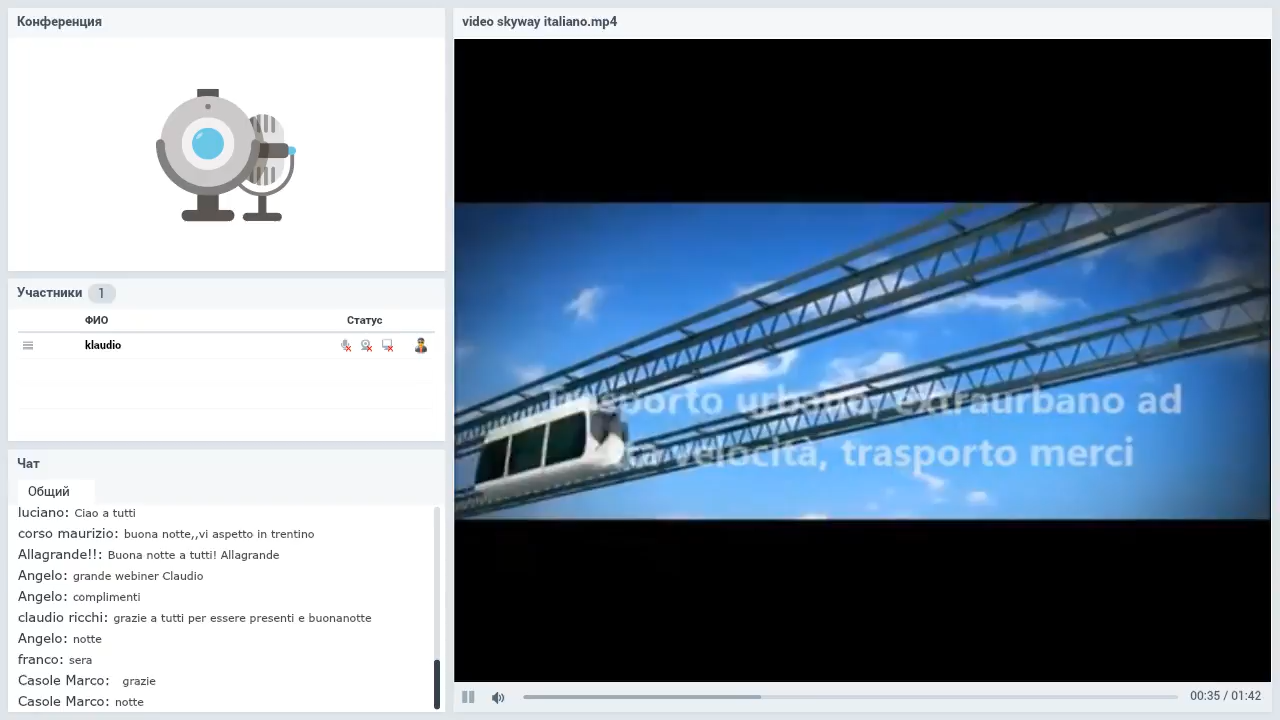 Конференция
Участники 1
ФИО Статус
klaudio
Чат
Общий
luciano: Ciao a tutti
corso maurizio: buona notte,,vi aspetto in trentino
Allagrande!!: Buona notte a tutti! Allagrande
Angelo: grande webiner Claudio
Angelo: complimenti
claudio ricchi: grazie a tutti per essere presenti e buonanotte
Angelo: notte
franco: sera
Casole Marco: grazie
Casole Marco: notte
video skyway italiano.mp4
Trasporto urbano, extraurbano ad
velocità, trasporto merci
00:35 / 01:42